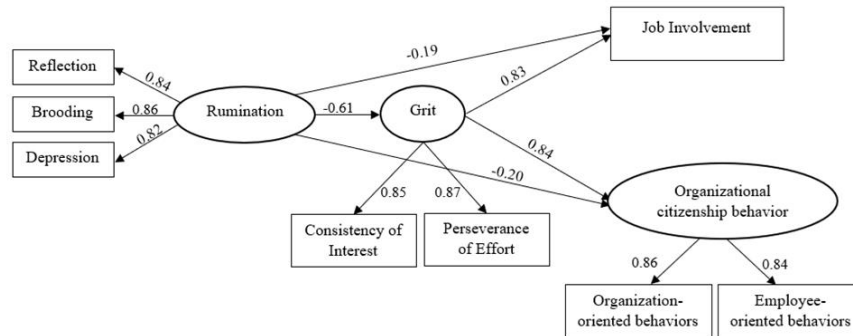 Job Involvement
-0.19
Reflection
0.84
0.83
Brooding
0.86
Rumination
-0.61
Grit
0.82
Depression
0.84
-0.20
Organizational
citizenship behavior
0.85
0.87
Consistency of
Interest
Perseverance
of Effort
0.86
0.84
Organization-
oriented behaviors
Employee-
oriented behaviors